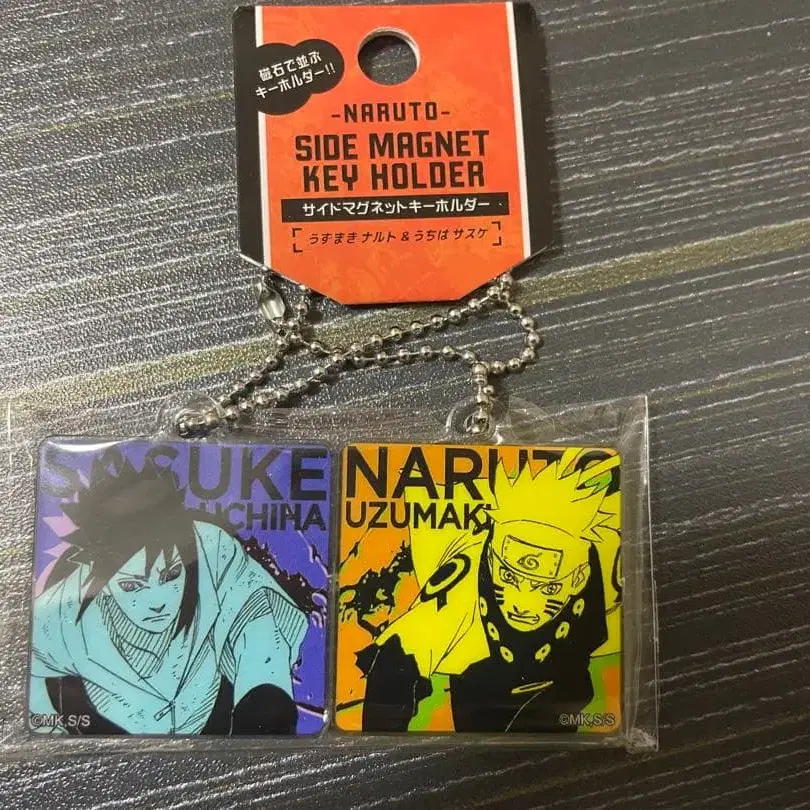 磁石で並ぶ
キーホルダー!!
-NARUTO-
SIDE MAGNET
KEY HOLDER
サイドマグネットキーホルダー
うずまき ナルト & うちは サスケ
SASUKE
UCHIHA
©MK,S/S
NARUTO
UZUMAKI
©MK,S/S